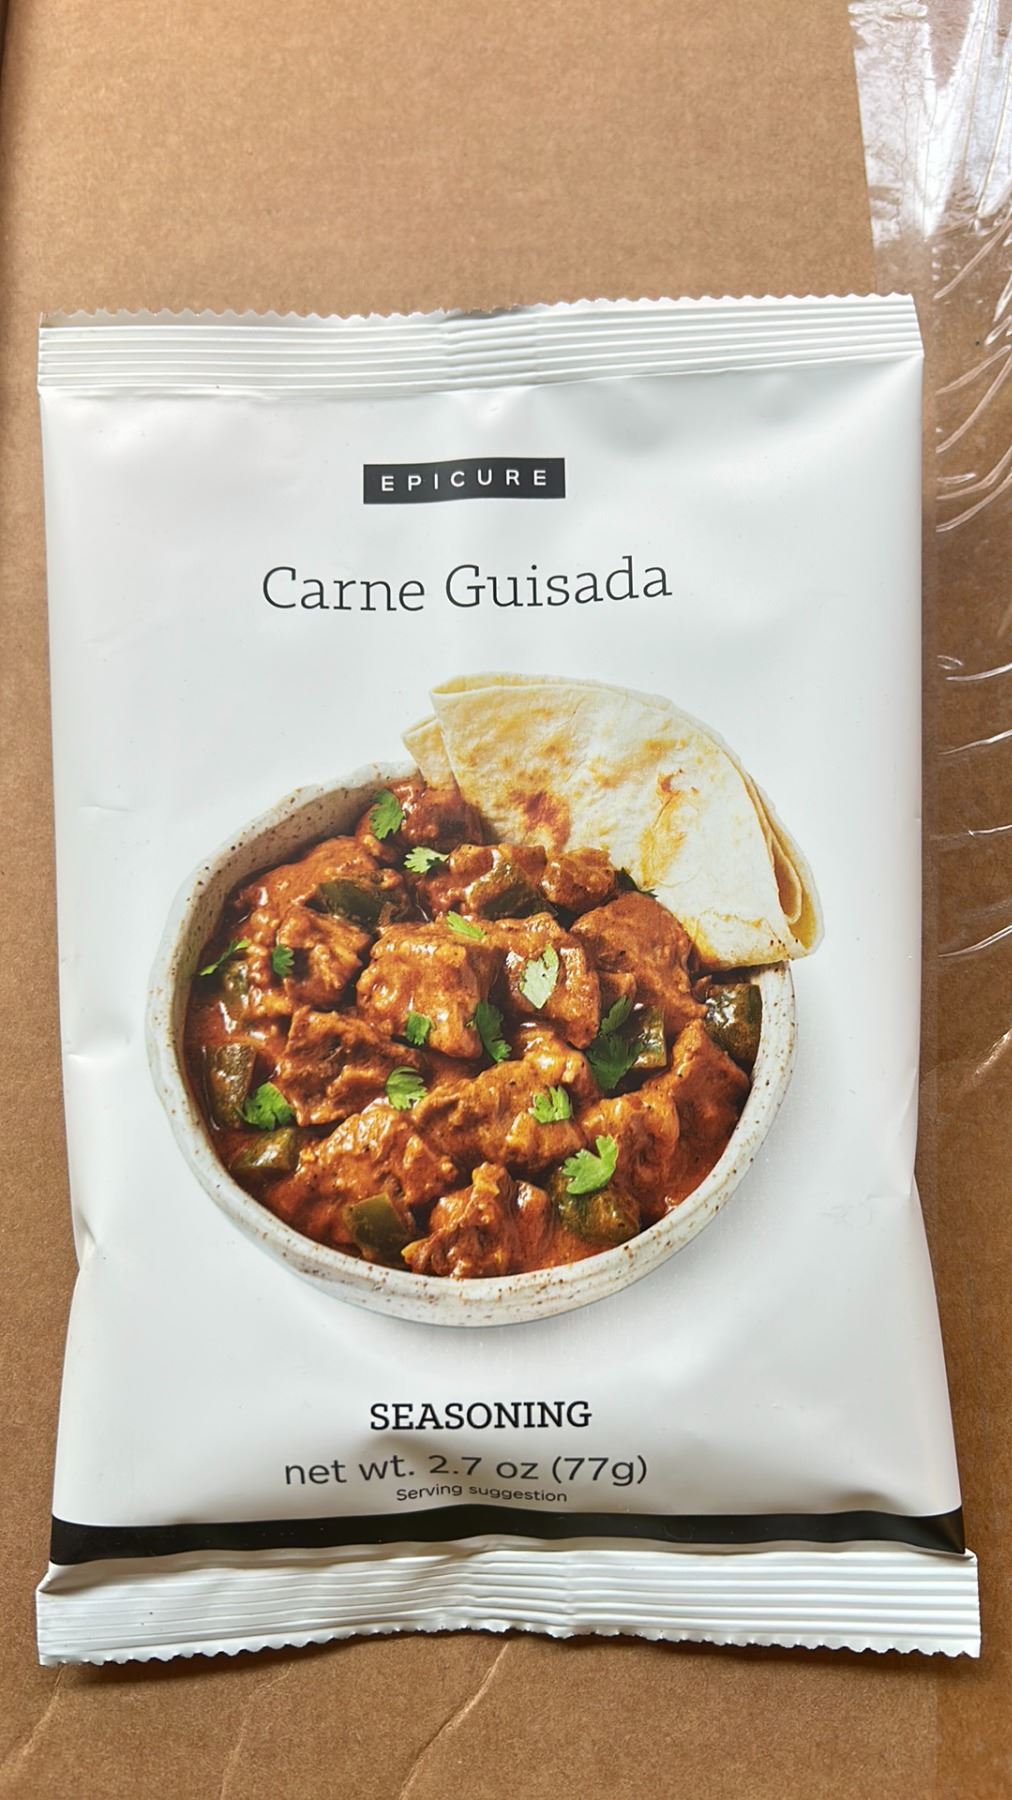 EPICURE
Carne Guisada
SEASONING
net wt. 2.7 oz (77g)
Serving suggestion